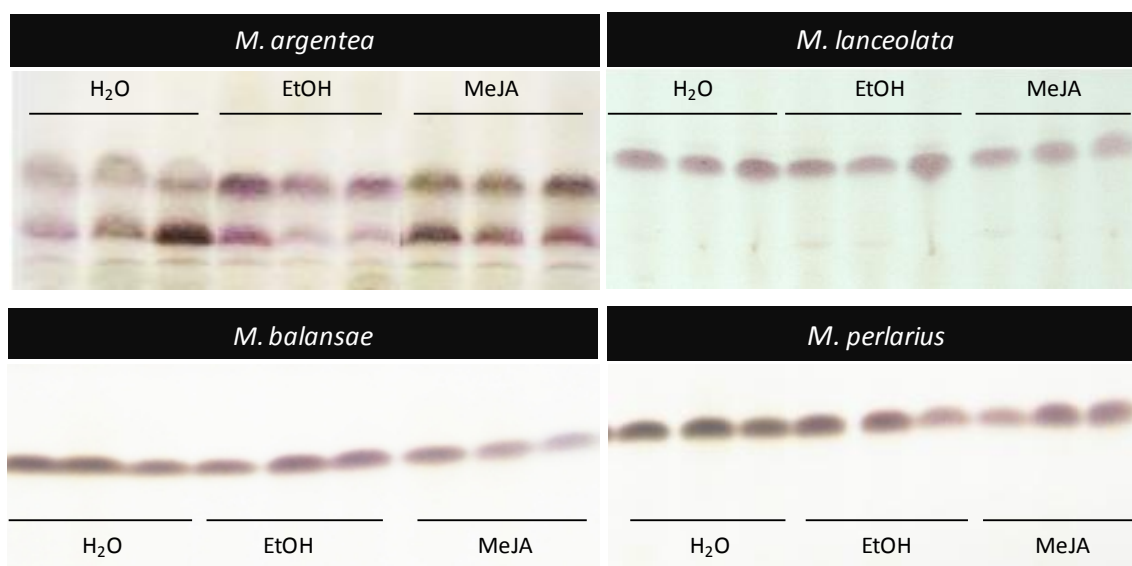 M. argentea
H₂O EtOH MeJA
M. lanceolata
H₂O EtOH MeJA
M. balansae
H₂O EtOH MeJA
M. perlarius
H₂O EtOH MeJA